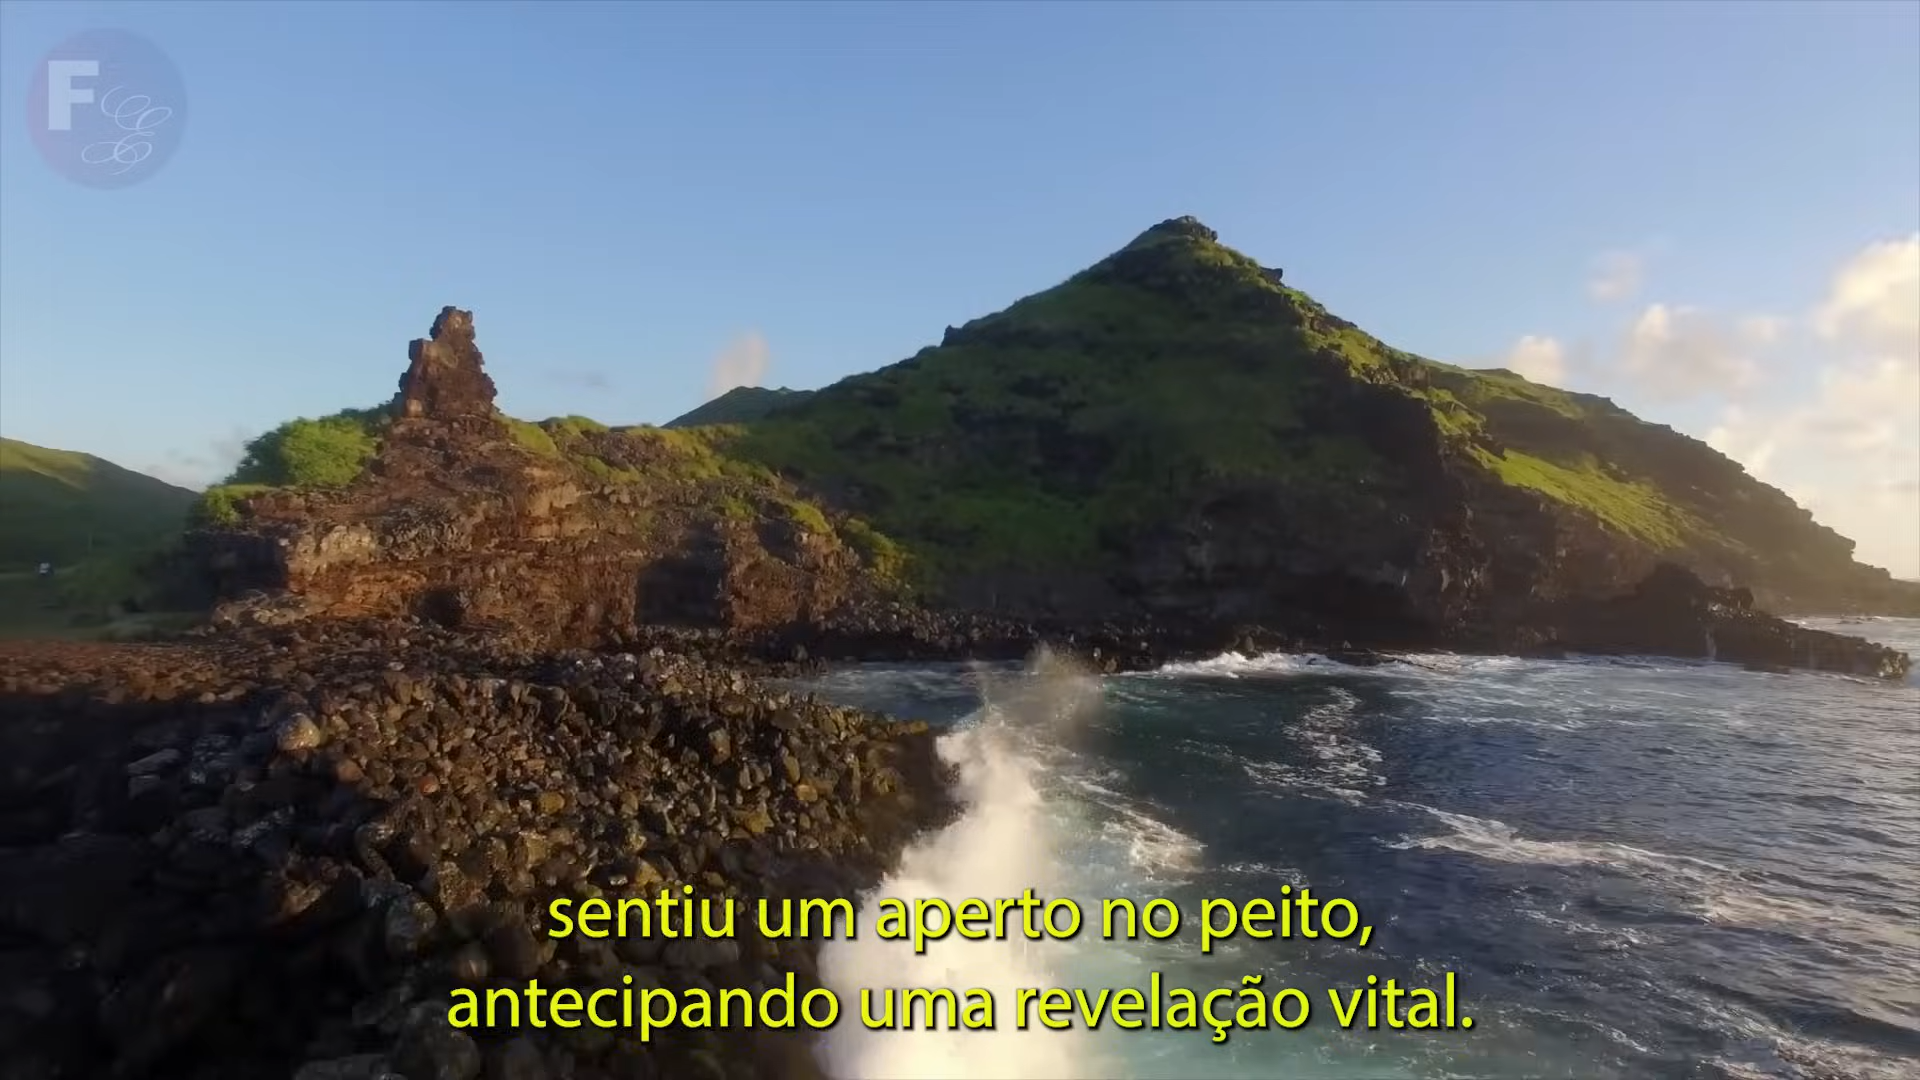 F
sentiu um aperto no peito,
antecipando uma revelação vital.